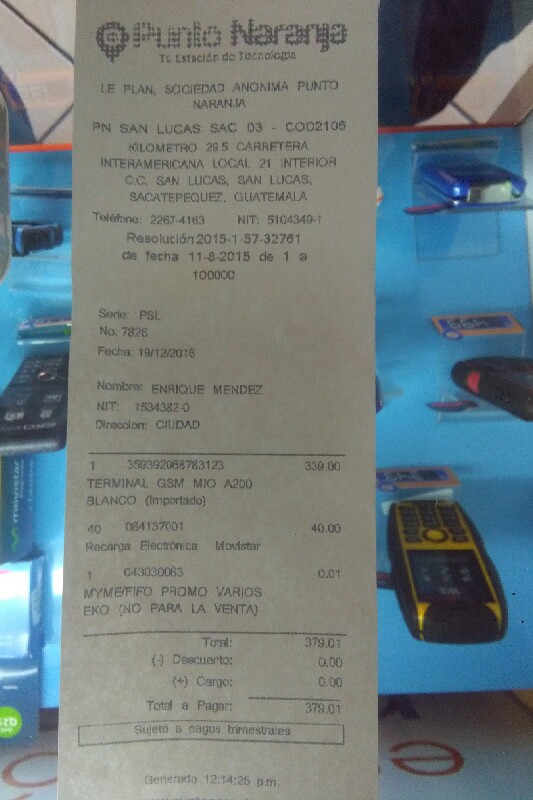 Punto Naranja
Tc Estación de Tecnología
LE PLAN, SOCIEDAD ANONIMA PUNTO
NARANJA
PN SAN LUCAS SAC 03 - COD2106
KILOMETRO 29.5 CARRETERA
INTERAMERICANA LOCAL 21 INTERIOR
C.C. SAN LUCAS, SAN LUCAS,
SACATEPEQUEZ, GUATEMALA
Teléfono: 2267-4163 NIT: 5104349-1
Resolución 2015-1-57-32761
de fecha 11-8-2015 de 1 a
100000
Serie: PSL
No. 7826
Fecha: 19/12/2016
Nombre: ENRIQUE MENDEZ
NIT: 1534382-0
Direccion: CIUDAD
1 359392068783123 339.00
TERMINAL GSM MIO A200
BLANCO (Importado)
40 084137001 40.00
Recarga Electrónica Movistar
1 043030063 0.01
MYME/FIFO PROMO VARIOS
EKO (NO PARA LA VENTA)
Total: 379.01
(-) Descuento: 0.00
(+) Cargo: 0.00
Total a Pagar: 379.01
Sujeto a pagos trimestrales
Generado 12:14:25 p.m.
movistar